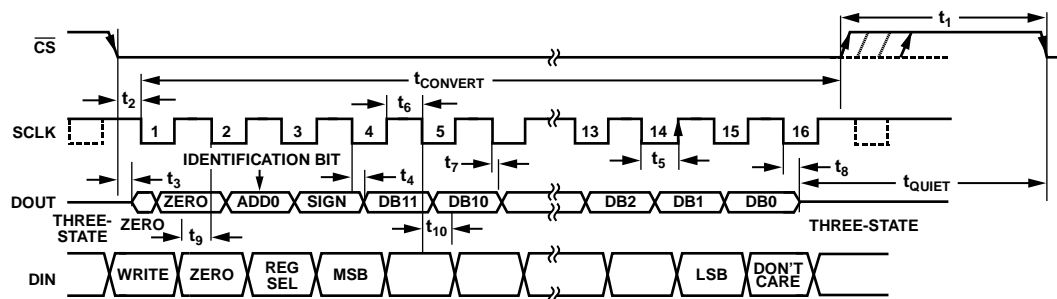 t1
CS
tCONVERT
t2
t6
SCLK
1 2 3 4 5 13 14 15 16
IDENTIFICATION BIT
t7
t5
t8
t3
t4
tQUIET
DOUT
ZERO ADD0 SIGN DB11 DB10 DB2 DB1 DB0
THREE-
STATE
ZERO
t9
t10
THREE-STATE
DIN
WRITE ZERO REG
SEL MSB LSB DON'T
CARE